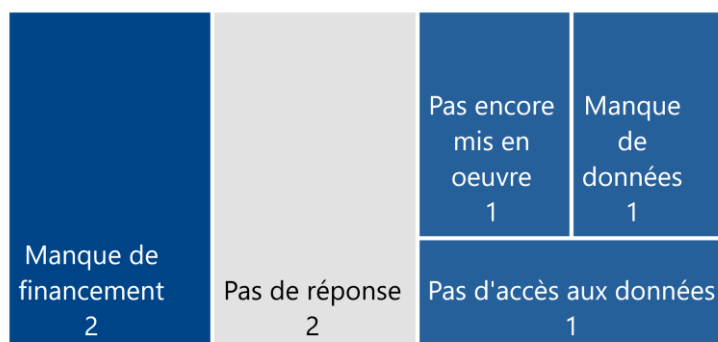 Manque de
financement
2
Pas de réponse
2
Pas encore
mis en
oeuvre
1
Manque
de
données
1
Pas d'accès aux données
1